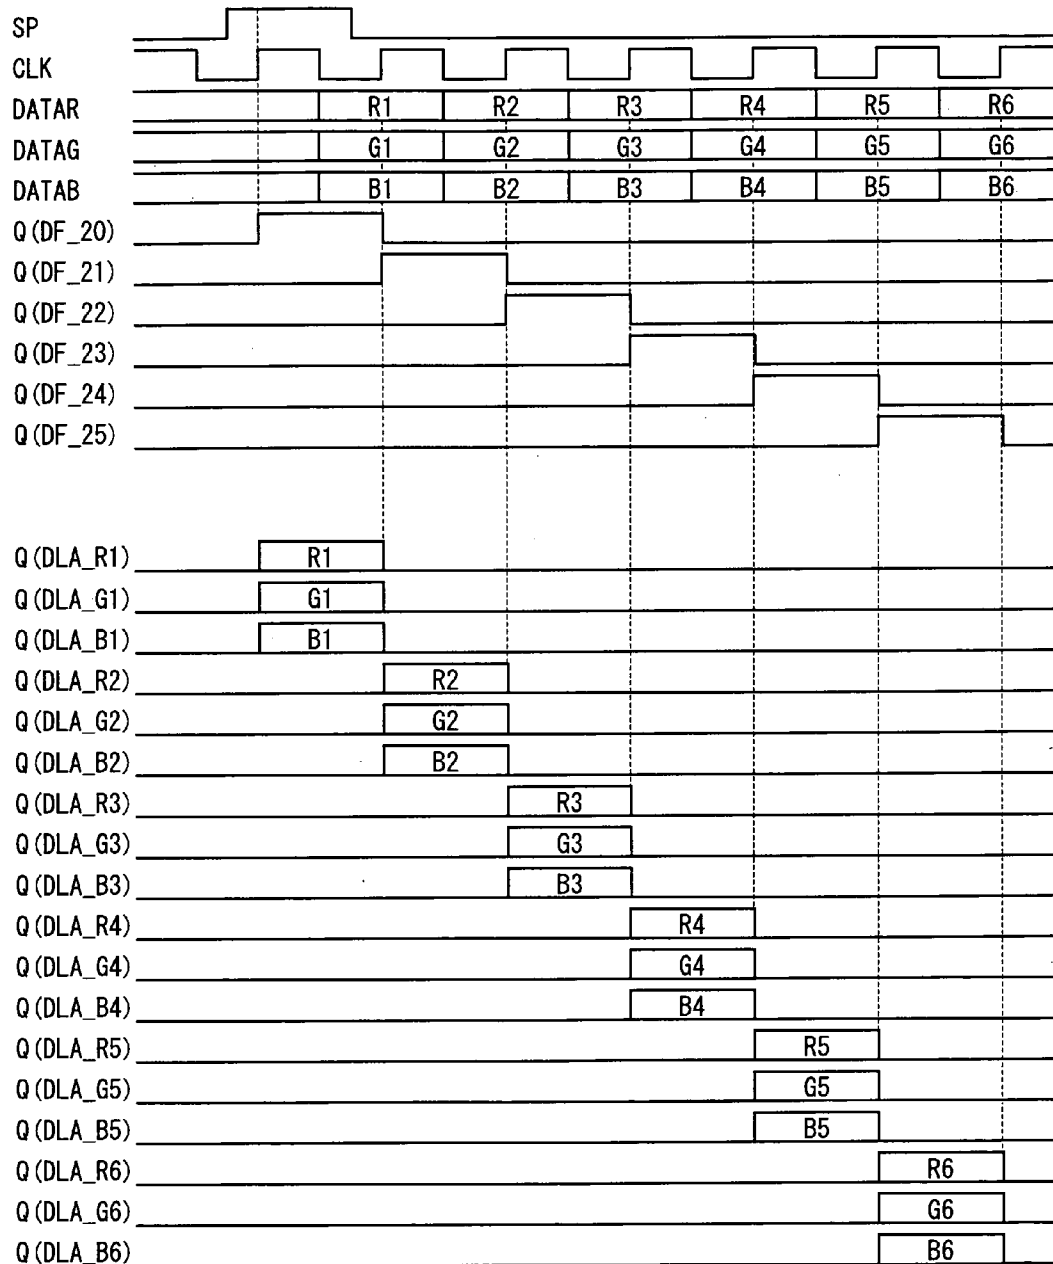 SP
CLK
DATAR R1 R2 R3 R4 R5 R6
DATAG G1 G2 G3 G4 G5 G6
DATAB B1 B2 B3 B4 B5 B6
Q(DF_20)
Q(DF_21)
Q(DF_22)
Q(DF_23)
Q(DF_24)
Q(DF_25)
Q(DLA_R1) R1
Q(DLA_G1) G1
Q(DLA_B1) B1
Q(DLA_R2) R2
Q(DLA_G2) G2
Q(DLA_B2) B2
Q(DLA_R3) R3
Q(DLA_G3) G3
Q(DLA_B3) B3
Q(DLA_R4) R4
Q(DLA_G4) G4
Q(DLA_B4) B4
Q(DLA_R5) R5
Q(DLA_G5) G5
Q(DLA_B5) B5
Q(DLA_R6) R6
Q(DLA_G6) G6
Q(DLA_B6) B6